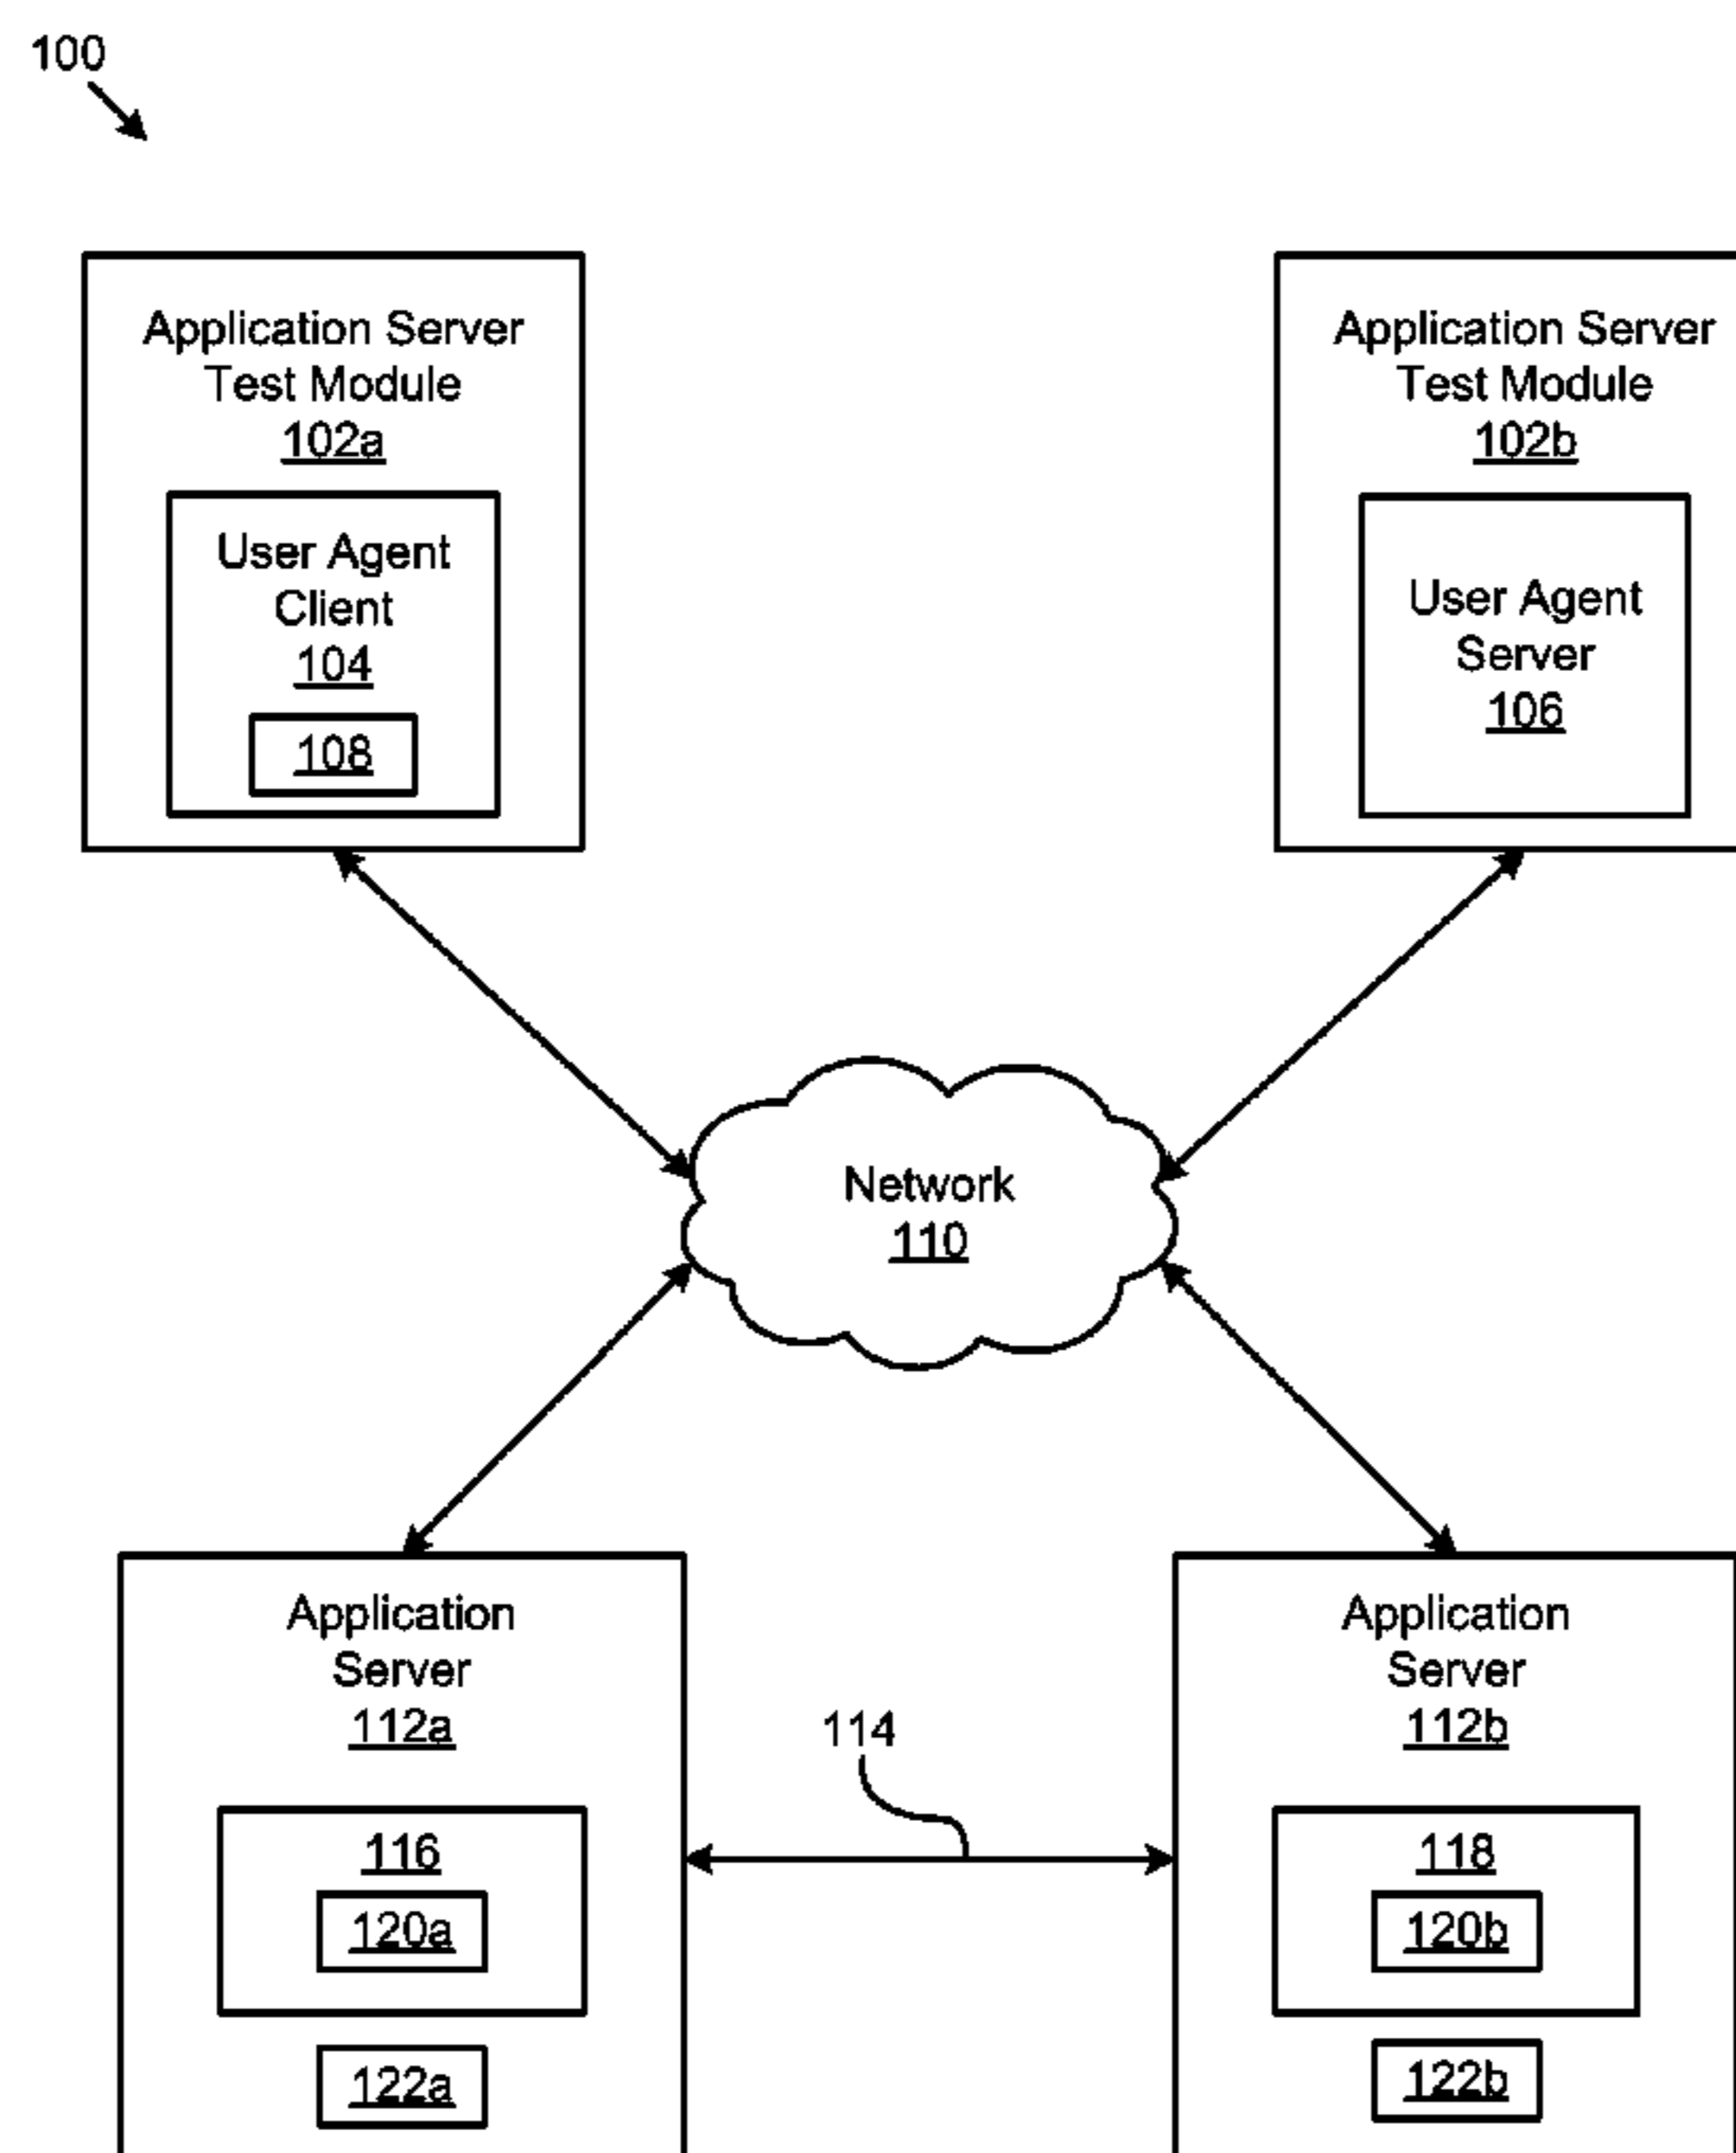 100
Application Server
Test Module
102a
User Agent
Client
104
108
Application Server
Test Module
102b
User Agent
Server
106
Network
110
Application
Server
112a
116
120a
122a
114
Application
Server
112b
118
120b
122b